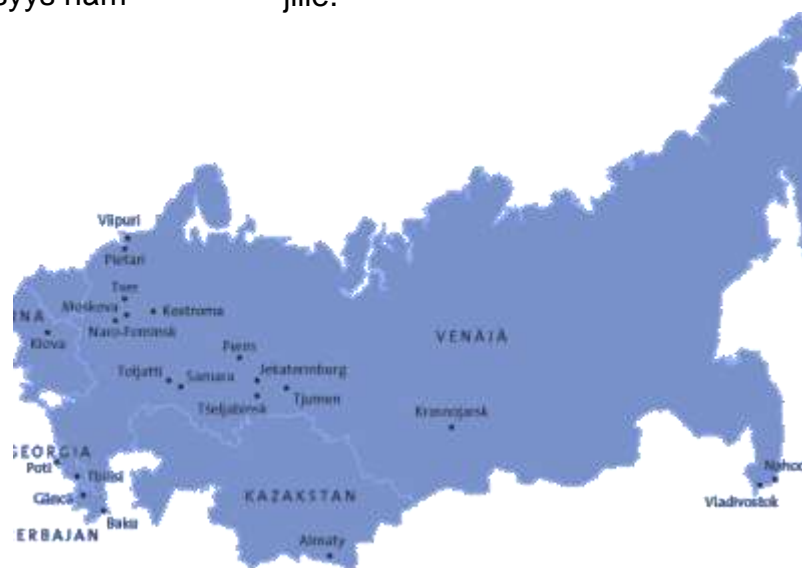 jille.
Viipuri
Pietari
Tver
Moskova
Kostroma
Naro-Fominsk
Kiova
VENÄJÄ
Perm
Toljatti
Samara
Jekaterinburg
Tjumen
Tšeljabinsk
Krasnojarsk
GEORGIA
Poti
Tbilisi
Gäncä
Baku
KAZAKSTAN
Almaty
Vladivostok